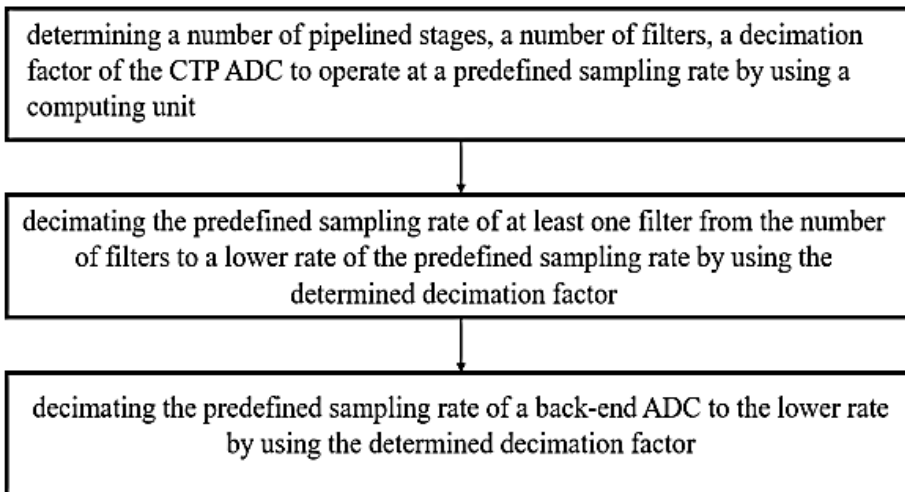 determining a number of pipelined stages, a number of filters, a decimation
factor of the CTP ADC to operate at a predefined sampling rate by using a
computing unit
decimating the predefined sampling rate of at least one filter from the number
of filters to a lower rate of the predefined sampling rate by using the
determined decimation factor
decimating the predefined sampling rate of a back-end ADC to the lower rate
by using the determined decimation factor